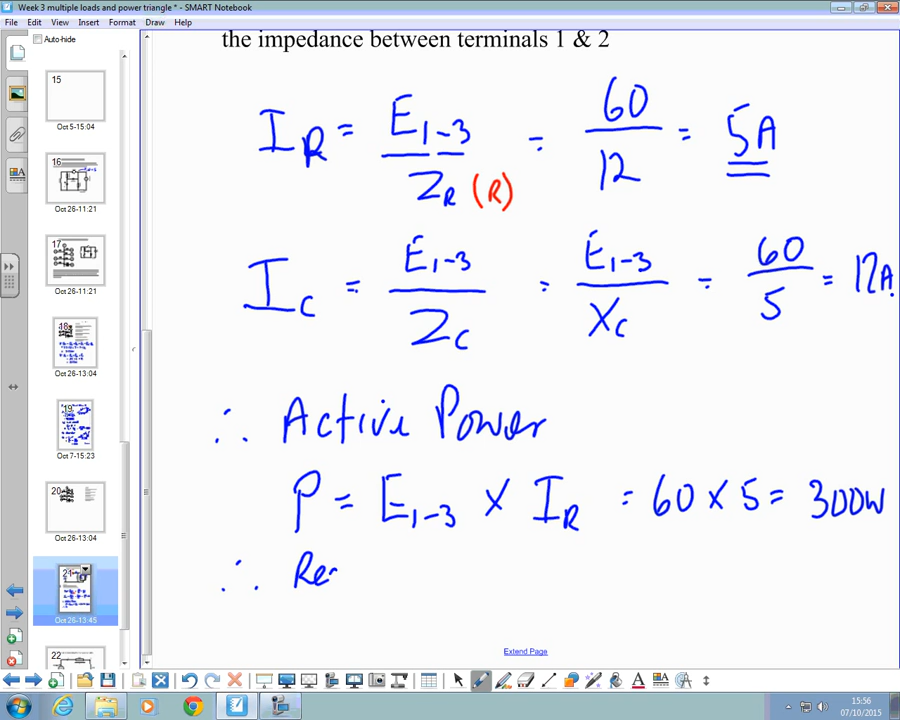 Week 3 multiple loads and power triangle * - SMART Notebook
File Edit View Insert Format Tools Add-ons Draw Help
Auto-hide
15
Oct 5-15:04
16
Oct 26-11:21
17
Oct 26-11:21
18
Oct 26-13:04
19
Oct 7-15:23
20
Oct 26-13:04
21
Oct 26-13:45
22
the impedance between terminals 1 & 2
I_R = E_1-3 / Z_R (R) = 60 / 12 = 5A
I_C = E_1-3 / Z_C = E_1-3 / X_C = 60 / 5 = 12A.
∴ Active Power
P = E_1-3 × I_R = 60 × 5 = 300W
∴ Re
Extend Page
15:56
07/10/2015